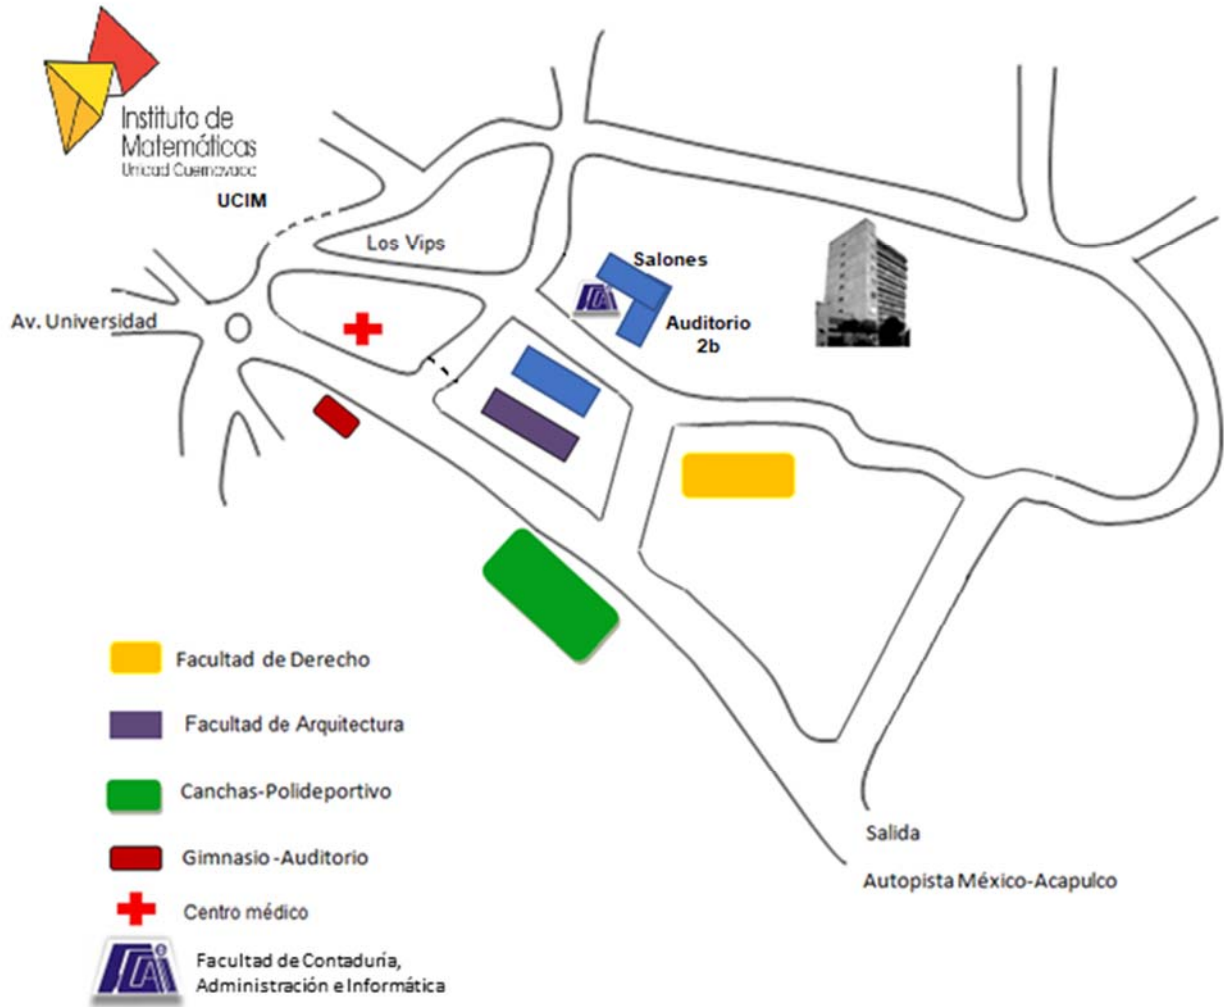 Instituto de
Matemáticas
Unidad Cuernavaca
UCIM
Los Vips
Salones
Av. Universidad
Auditorio
2b
Facultad de Derecho
Facultad de Arquitectura
Canchas-Polideportivo
Gimnasio -Auditorio
Salida
Autopista México-Acapulco
Centro médico
Facultad de Contaduría,
Administración e Informática